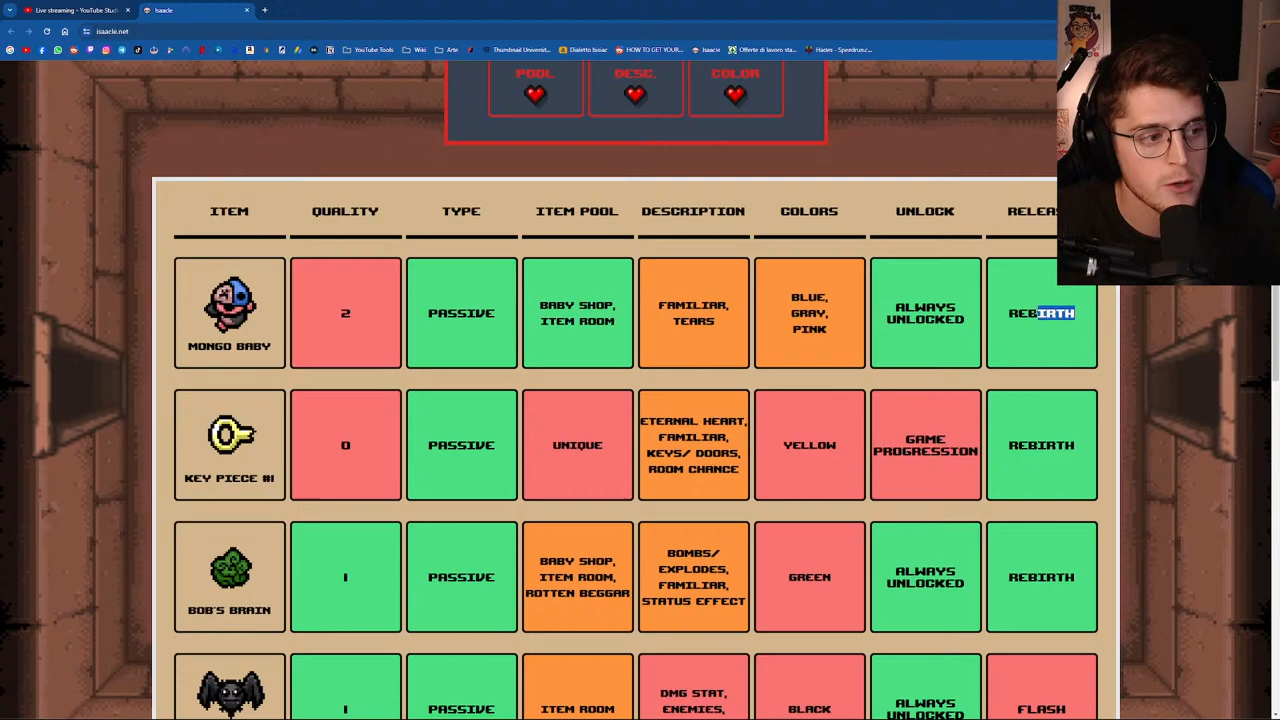 Live streaming - YouTube Stud
Isaacle
isaacle.net
YouTube Tools
Wiki
Arte
Thumbnail Universit...
Dialetto bisiac
HOW TO GET YOUR...
Isaacle
Offerte di lavoro sta...
Hades - Speedrun.c...
POOL
DESC.
COLOR
ITEM
QUALITY
TYPE
ITEM POOL
DESCRIPTION
COLORS
UNLOCK
RELEAS
MONGO BABY
2
PASSIVE
BABY SHOP,
ITEM ROOM
FAMILIAR,
TEARS
BLUE,
GRAY,
PINK
ALWAYS
UNLOCKED
REBIRTH
KEY PIECE #1
0
PASSIVE
UNIQUE
ETERNAL HEART,
FAMILIAR,
KEYS/ DOORS,
ROOM CHANCE
YELLOW
GAME
PROGRESSION
REBIRTH
BOB'S BRAIN
1
PASSIVE
BABY SHOP,
ITEM ROOM,
ROTTEN BEGGAR
BOMBS/
EXPLODES,
FAMILIAR,
STATUS EFFECT
GREEN
ALWAYS
UNLOCKED
REBIRTH
1
PASSIVE
ITEM ROOM
DMG STAT,
ENEMIES,
BLACK
ALWAYS
UNLOCKED
FLASH